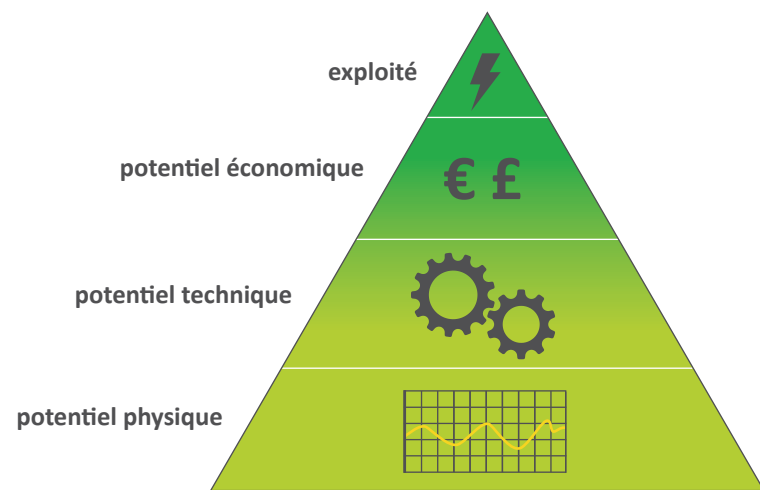 exploité
potentiel économique
€ £
potentiel technique
potentiel physique